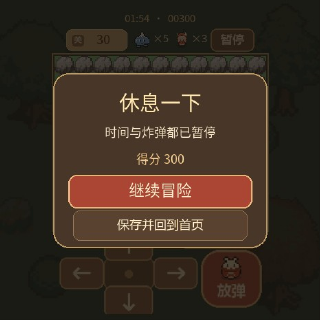 01:54 · 00300
30 ×5 ×3 暂停
休息一下
时间与炸弹都已暂停
得分 300
继续冒险
保存并回到首页
← →
放弹
↓